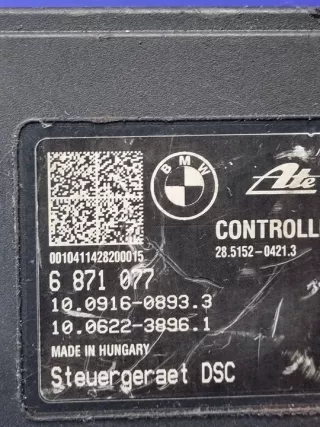 BMW
Ate
CONTROLL
0010411428200015
28.5152-0421.3
6 871 077
10.0916-0893.3
10.0622-3896.1
MADE IN HUNGARY
Steuergeraet DSC